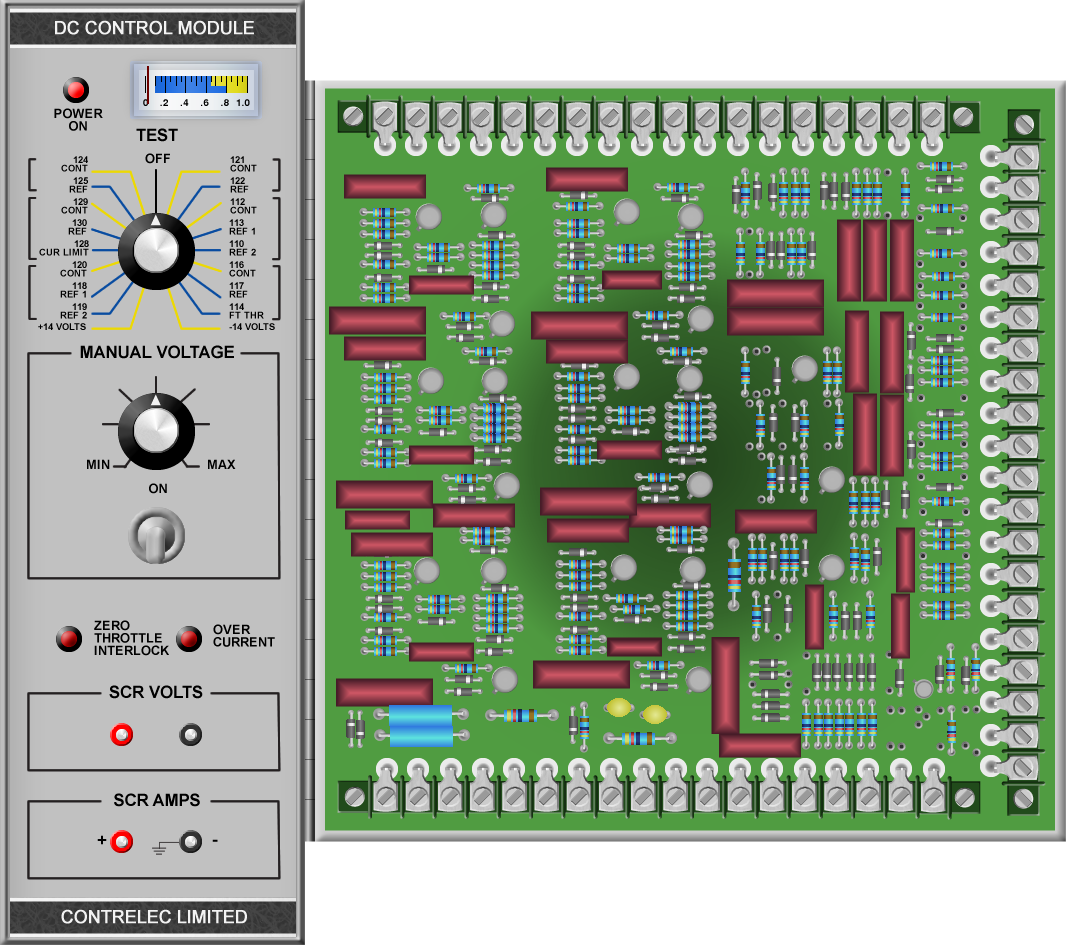 DC CONTROL MODULE
POWER
ON
0 .2 .4 .6 .8 1.0
TEST
OFF
124
CONT
125
REF
129
CONT
130
REF
128
CUR LIMIT
120
CONT
118
REF 1
119
REF 2
+14 VOLTS
121
CONT
122
REF
112
CONT
113
REF 1
110
REF 2
116
CONT
117
REF
114
FT THR
-14 VOLTS
MANUAL VOLTAGE
MIN
MAX
ON
ZERO
THROTTLE
INTERLOCK
OVER
CURRENT
SCR VOLTS
SCR AMPS
+ -
CONTRELEC LIMITED